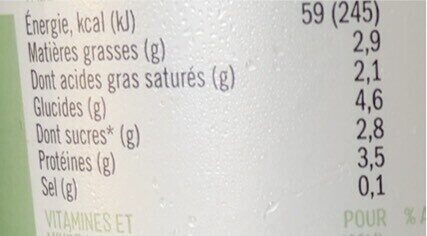 Énergie, kcal (kJ) 59 (245)
Matières grasses (g) 2,9
Dont acides gras saturés (g) 2,1
Glucides (g) 4,6
Dont sucres* (g) 2,8
Protéines (g) 3,5
Sel (g) 0,1
VITAMINES ET POUR %